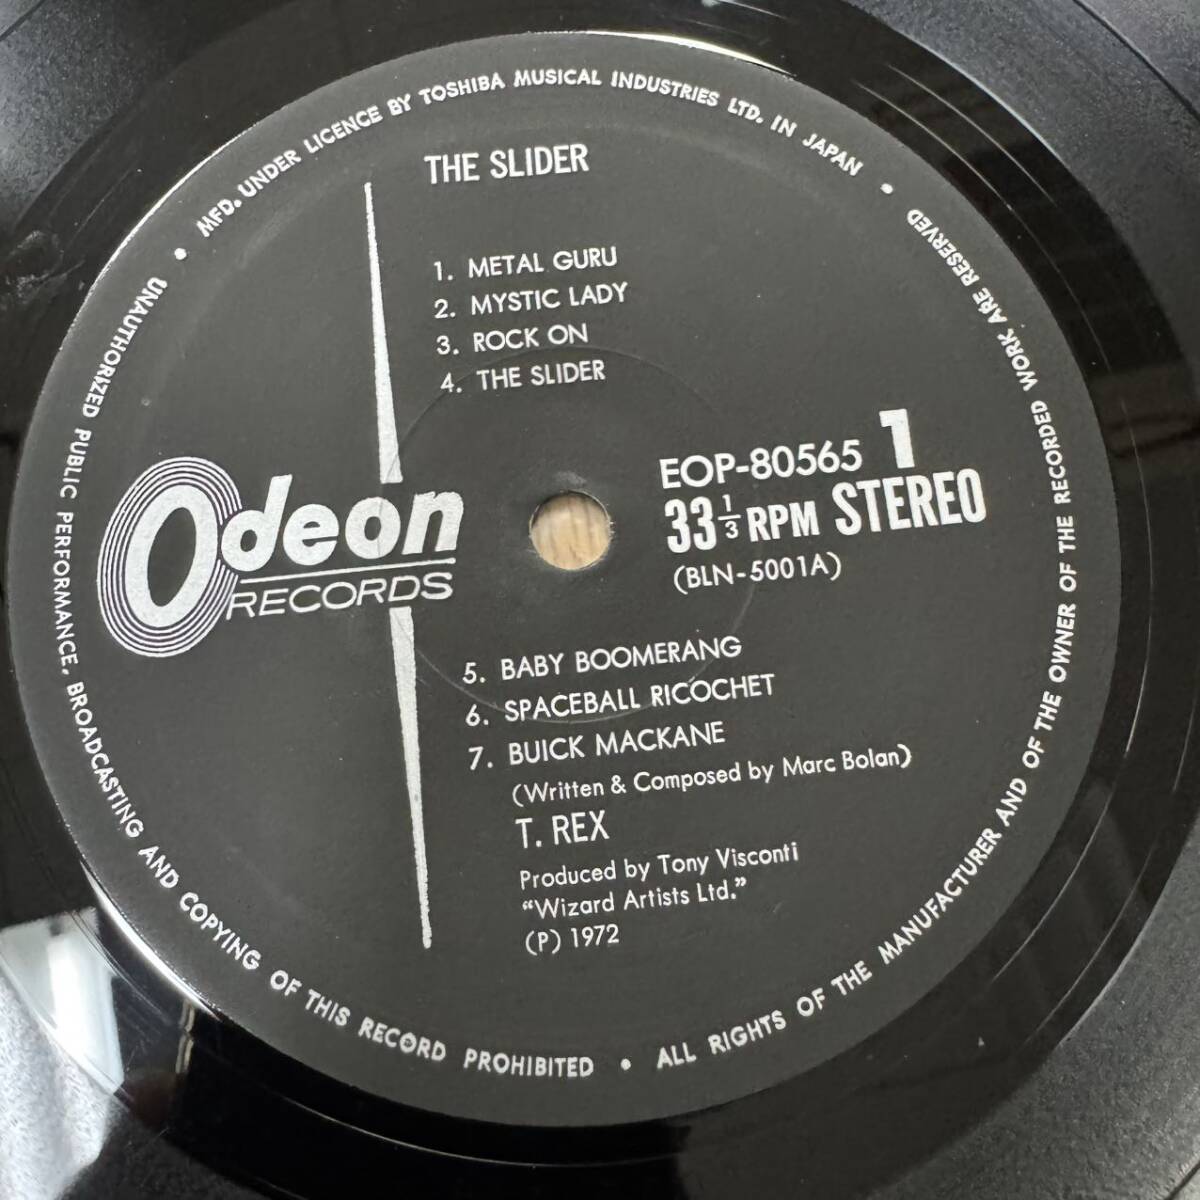 MFD. UNDER LICENCE BY TOSHIBA MUSICAL INDUSTRIES LTD. IN JAPAN •
THE SLIDER
1. METAL GURU
2. MYSTIC LADY
3. ROCK ON
4. THE SLIDER
Odeon
RECORDS
EOP-80565 1
33 1/3 RPM STEREO
(BLN-5001A)
5. BABY BOOMERANG
6. SPACEBALL RICOCHET
7. BUICK MACKANE
(Written & Composed by Marc Bolan)
T. REX
Produced by Tony Visconti
“Wizard Artists Ltd.”
(P) 1972
ALL RIGHTS OF THE MANUFACTURER AND OF THE OWNER OF THE RECORDED WORK ARE RESERVED
UNAUTHORIZED PUBLIC PERFORMANCE, BROADCASTING AND COPYING OF THIS RECORD PROHIBITED •